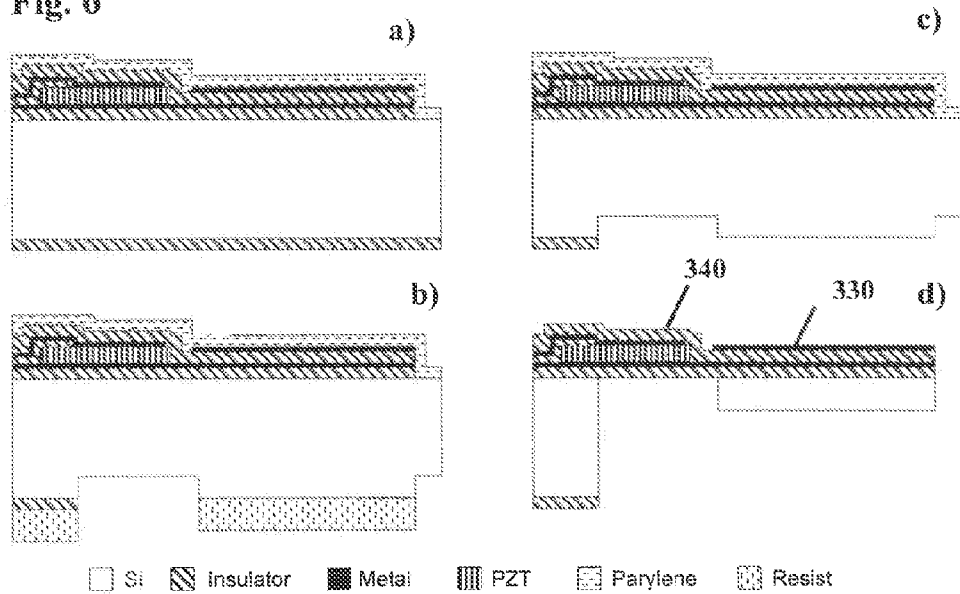 Fig. 6
a)
c)
b)
340
330
d)
Si Insulator Metal PZT Parylene Resist